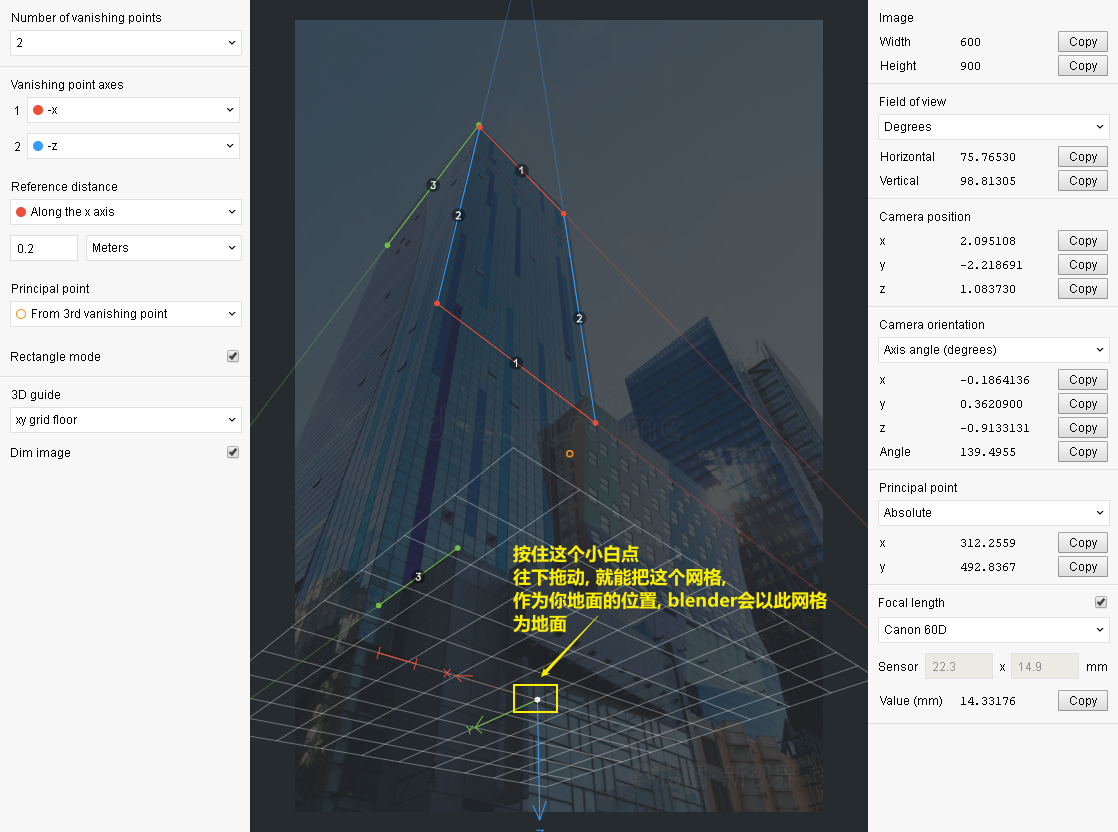 Number of vanishing points
2
Vanishing point axes
1 -x
2 -z
Reference distance
Along the x axis
0.2 Meters
Principal point
From 3rd vanishing point
Rectangle mode
3D guide
xy grid floor
Dim image
1
3
2
2
1
3
x
Y
按住这个小白点
往下拖动, 就能把这个网格,
作为你地面的位置, blender会以此网格
为地面
Image
Width 600 Copy
Height 900 Copy
Field of view
Degrees
Horizontal 75.76530 Copy
Vertical 98.81305 Copy
Camera position
x 2.095108 Copy
y -2.218691 Copy
z 1.083730 Copy
Camera orientation
Axis angle (degrees)
x -0.1864136 Copy
y 0.3620900 Copy
z -0.9133131 Copy
Angle 139.4955 Copy
Principal point
Absolute
x 312.2559 Copy
y 492.8367 Copy
Focal length
Canon 60D
Sensor 22.3 x 14.9 mm
Value (mm) 14.33176 Copy